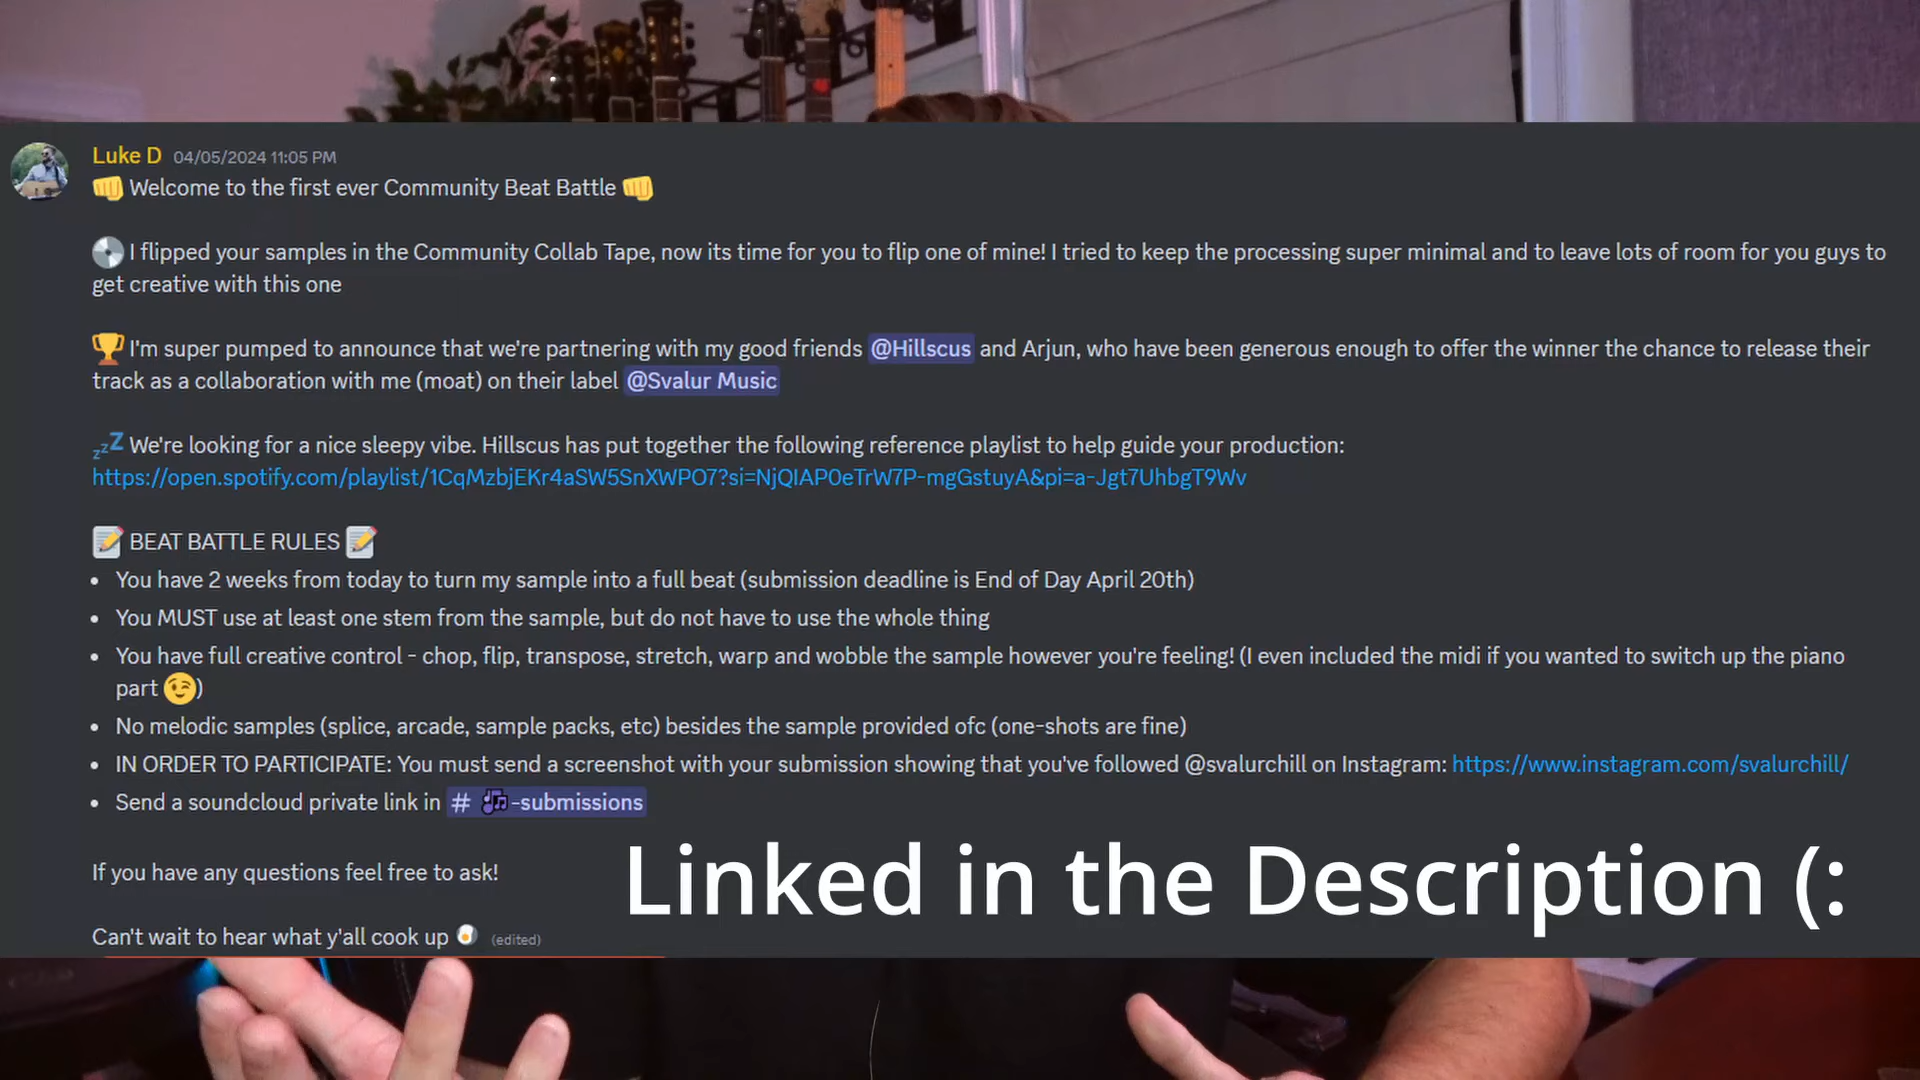 Luke D 04/05/2024 11:05 PM
👊 Welcome to the first ever Community Beat Battle 👊
💿 I flipped your samples in the Community Collab Tape, now its time for you to flip one of mine! I tried to keep the processing super minimal and to leave lots of room for you guys to
get creative with this one
🏆 I'm super pumped to announce that we're partnering with my good friends @Hillscus and Arjun, who have been generous enough to offer the winner the chance to release their
track as a collaboration with me (moat) on their label @Svalur Music
💤 We're looking for a nice sleepy vibe. Hillscus has put together the following reference playlist to help guide your production:
https://open.spotify.com/playlist/1CqMzbjEKr4aSW5SnXWPO7?si=NjQIAP0eTrW7P-mgGstuyA&pi=a-Jgt7UhbgT9Wv
📝 BEAT BATTLE RULES 📝
• You have 2 weeks from today to turn my sample into a full beat (submission deadline is End of Day April 20th)
• You MUST use at least one stem from the sample, but do not have to use the whole thing
• You have full creative control - chop, flip, transpose, stretch, warp and wobble the sample however you're feeling! (I even included the midi if you wanted to switch up the piano
part 😉)
• No melodic samples (splice, arcade, sample packs, etc) besides the sample provided ofc (one-shots are fine)
• IN ORDER TO PARTICIPATE: You must send a screenshot with your submission showing that you've followed @svalurchill on Instagram: https://www.instagram.com/svalurchill/
• Send a soundcloud private link in # 🎶-submissions
If you have any questions feel free to ask!
Linked in the Description (:
Can't wait to hear what y'all cook up 🍳 (edited)